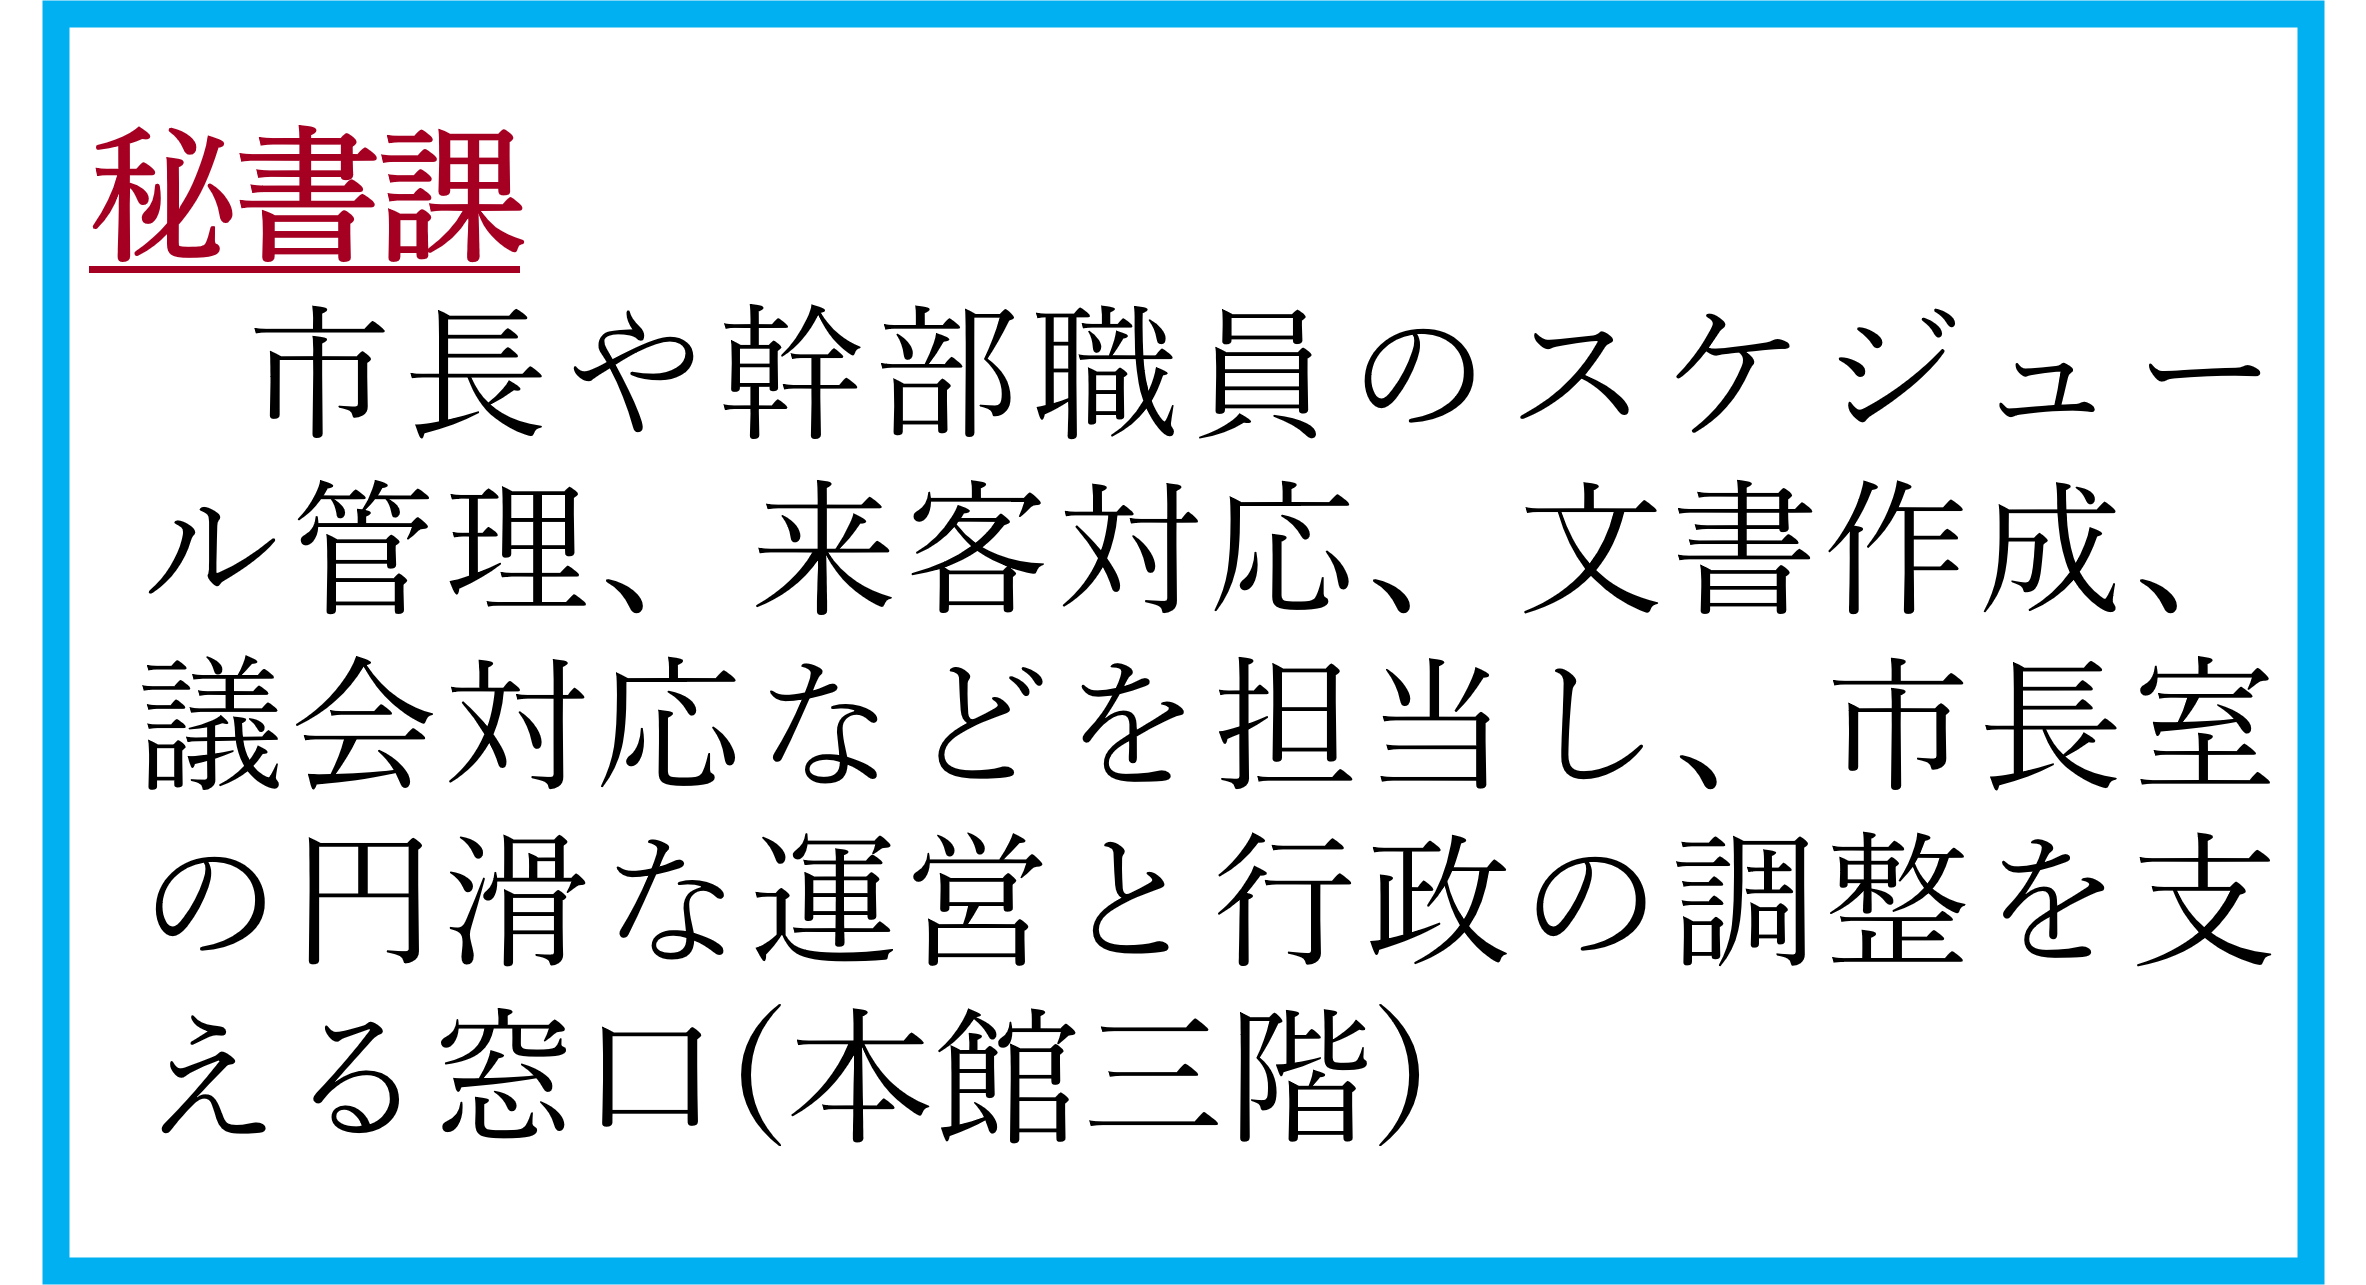 秘書課
市長や幹部職員のスケジュー
ル管理、来客対応、文書作成、
議会対応などを担当し、市長室
の円滑な運営と行政の調整を支
える窓口(本館三階)